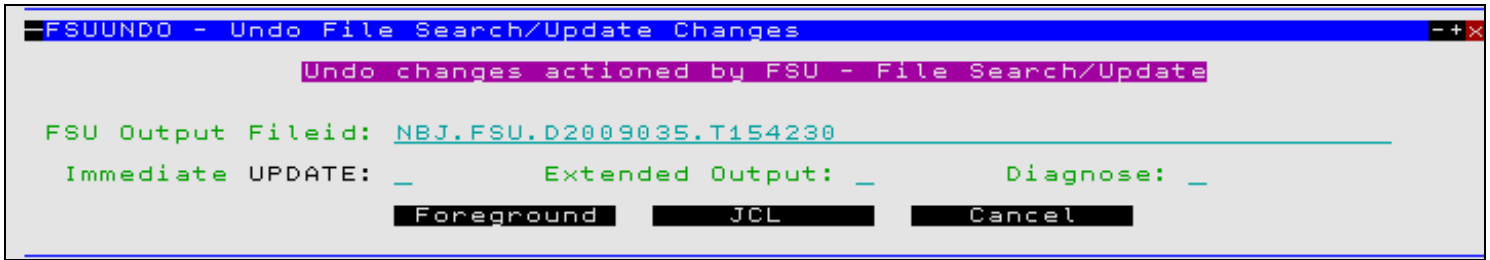 FSUUNDO - Undo File Search/Update Changes -+x
Undo changes actioned by FSU - File Search/Update
FSU Output Fileid: NBJ.FSU.D2009035.T154230
Immediate UPDATE: _ Extended Output: _ Diagnose: _
Foreground JCL Cancel